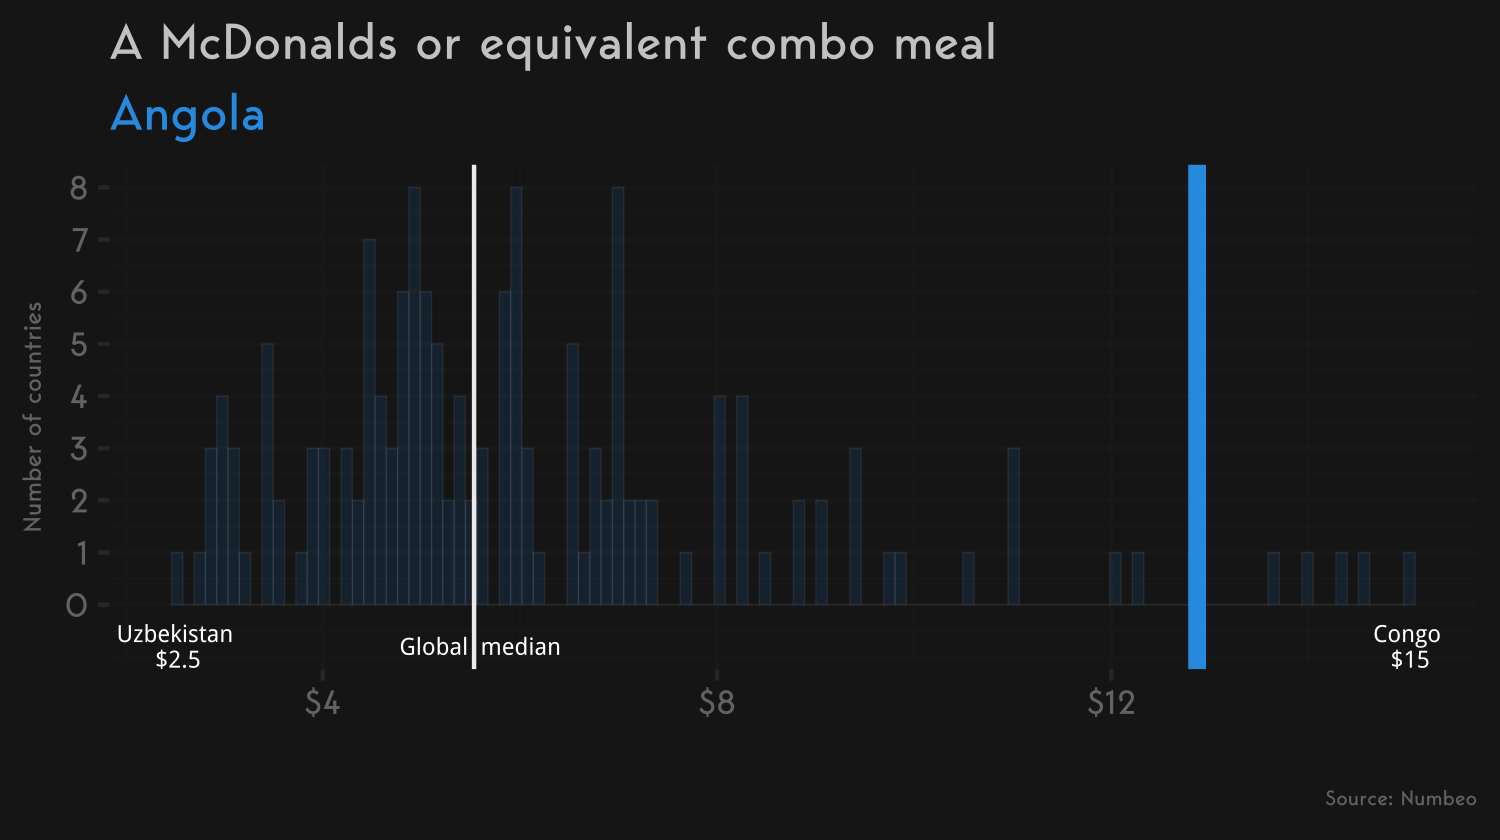 A McDonalds or equivalent combo meal
Angola
Number of countries
8
7
6
5
4
3
2
1
0
Uzbekistan
$2.5
Global median
Congo
$15
$4
$8
$12
Source: Numbeo